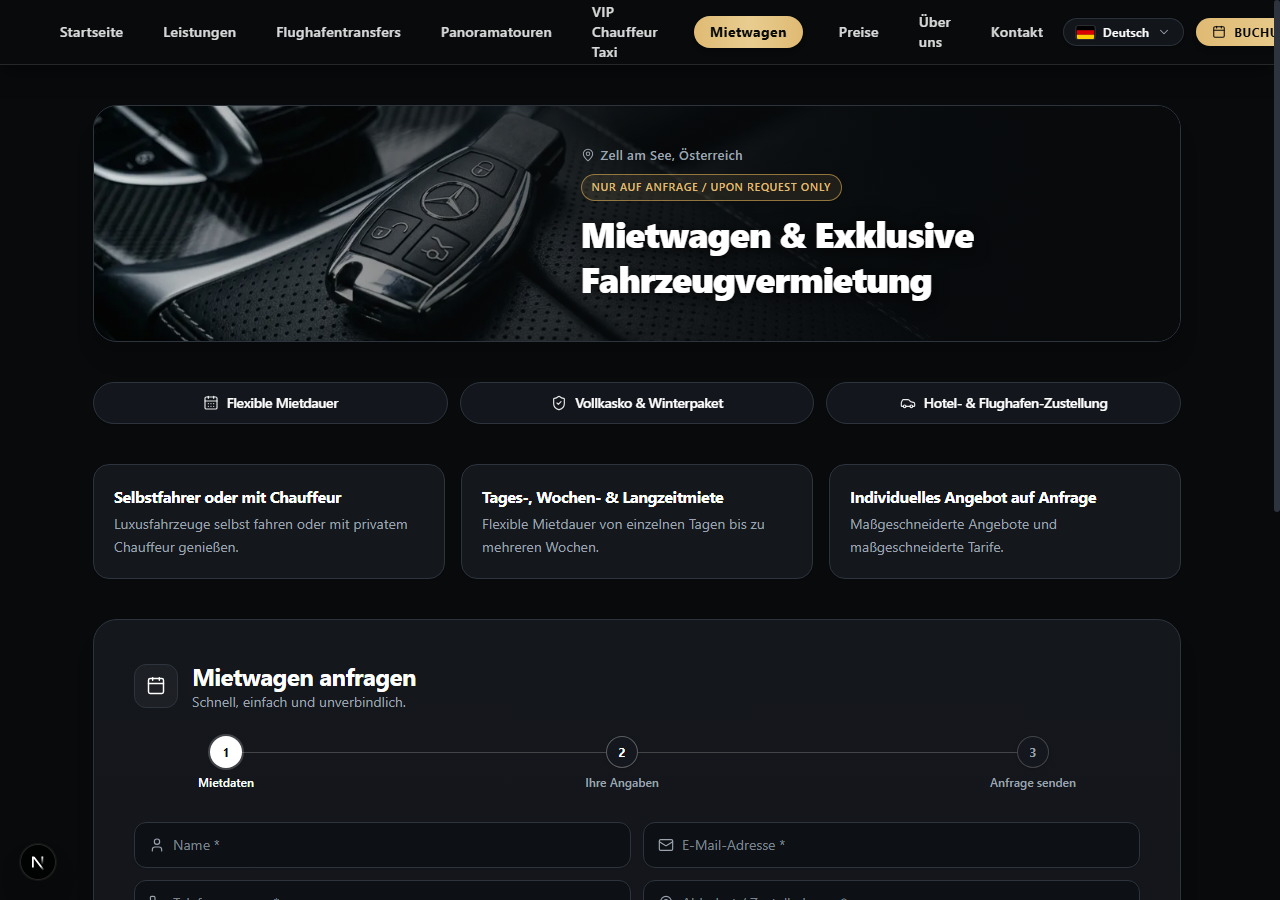 Startseite
Leistungen
Flughafentransfers
Panoramatouren
VIP
Chauffeur
Taxi
Mietwagen
Preise
Über
uns
Kontakt
Deutsch
Zell am See, Österreich
NUR AUF ANFRAGE / UPON REQUEST ONLY
Mietwagen & Exklusive
Fahrzeugvermietung
Flexible Mietdauer
Vollkasko & Winterpaket
Hotel- & Flughafen-Zustellung
Selbstfahrer oder mit Chauffeur
Luxusfahrzeuge selbst fahren oder mit privatem
Chauffeur genießen.
Tages-, Wochen- & Langzeitmiete
Flexible Mietdauer von einzelnen Tagen bis zu
mehreren Wochen.
Individuelles Angebot auf Anfrage
Maßgeschneiderte Angebote und
maßgeschneiderte Tarife.
Mietwagen anfragen
Schnell, einfach und unverbindlich.
1
Mietdaten
2
Ihre Angaben
3
Anfrage senden
Name *
E-Mail-Adresse *
N